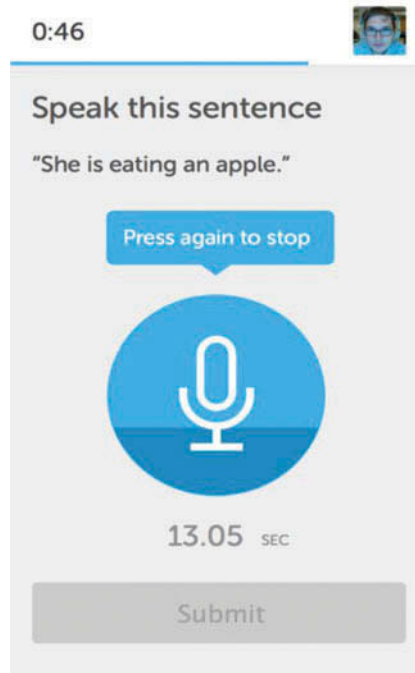 0:46
Speak this sentence
“She is eating an apple.”
Press again to stop
13.05 SEC
Submit